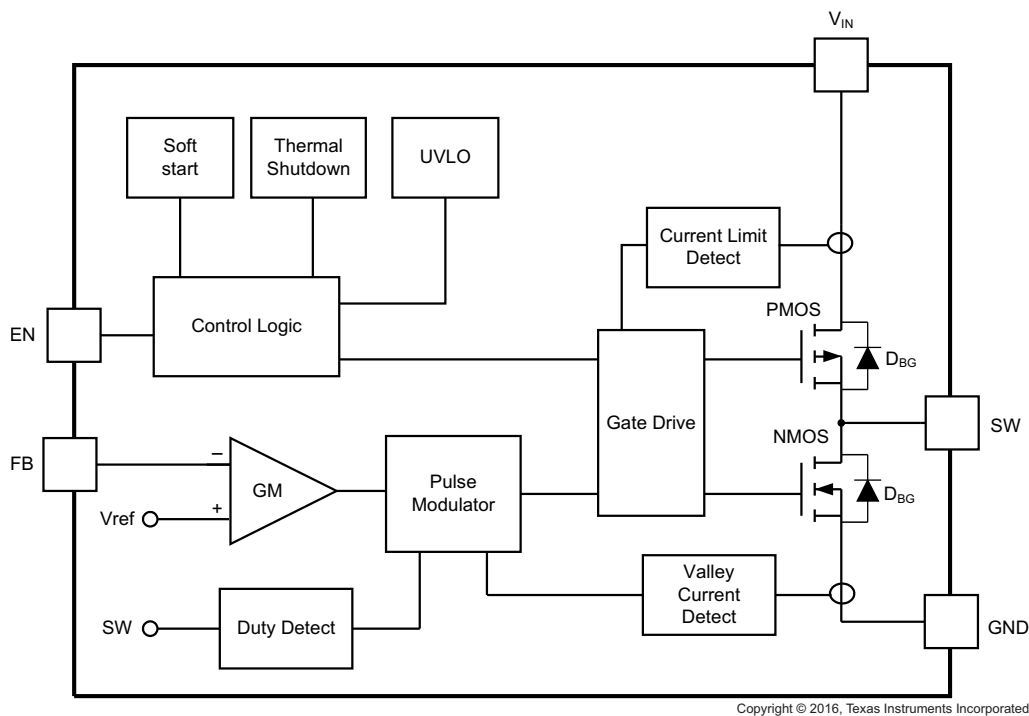 VIN
Soft
start
Thermal
Shutdown
UVLO
Current Limit
Detect
EN
Control Logic
PMOS
DBG
Gate Drive
SW
NMOS
FB
−
GM
+
Vref
Pulse
Modulator
DBG
Valley
Current
Detect
SW
Duty Detect
GND
Copyright © 2016, Texas Instruments Incorporated